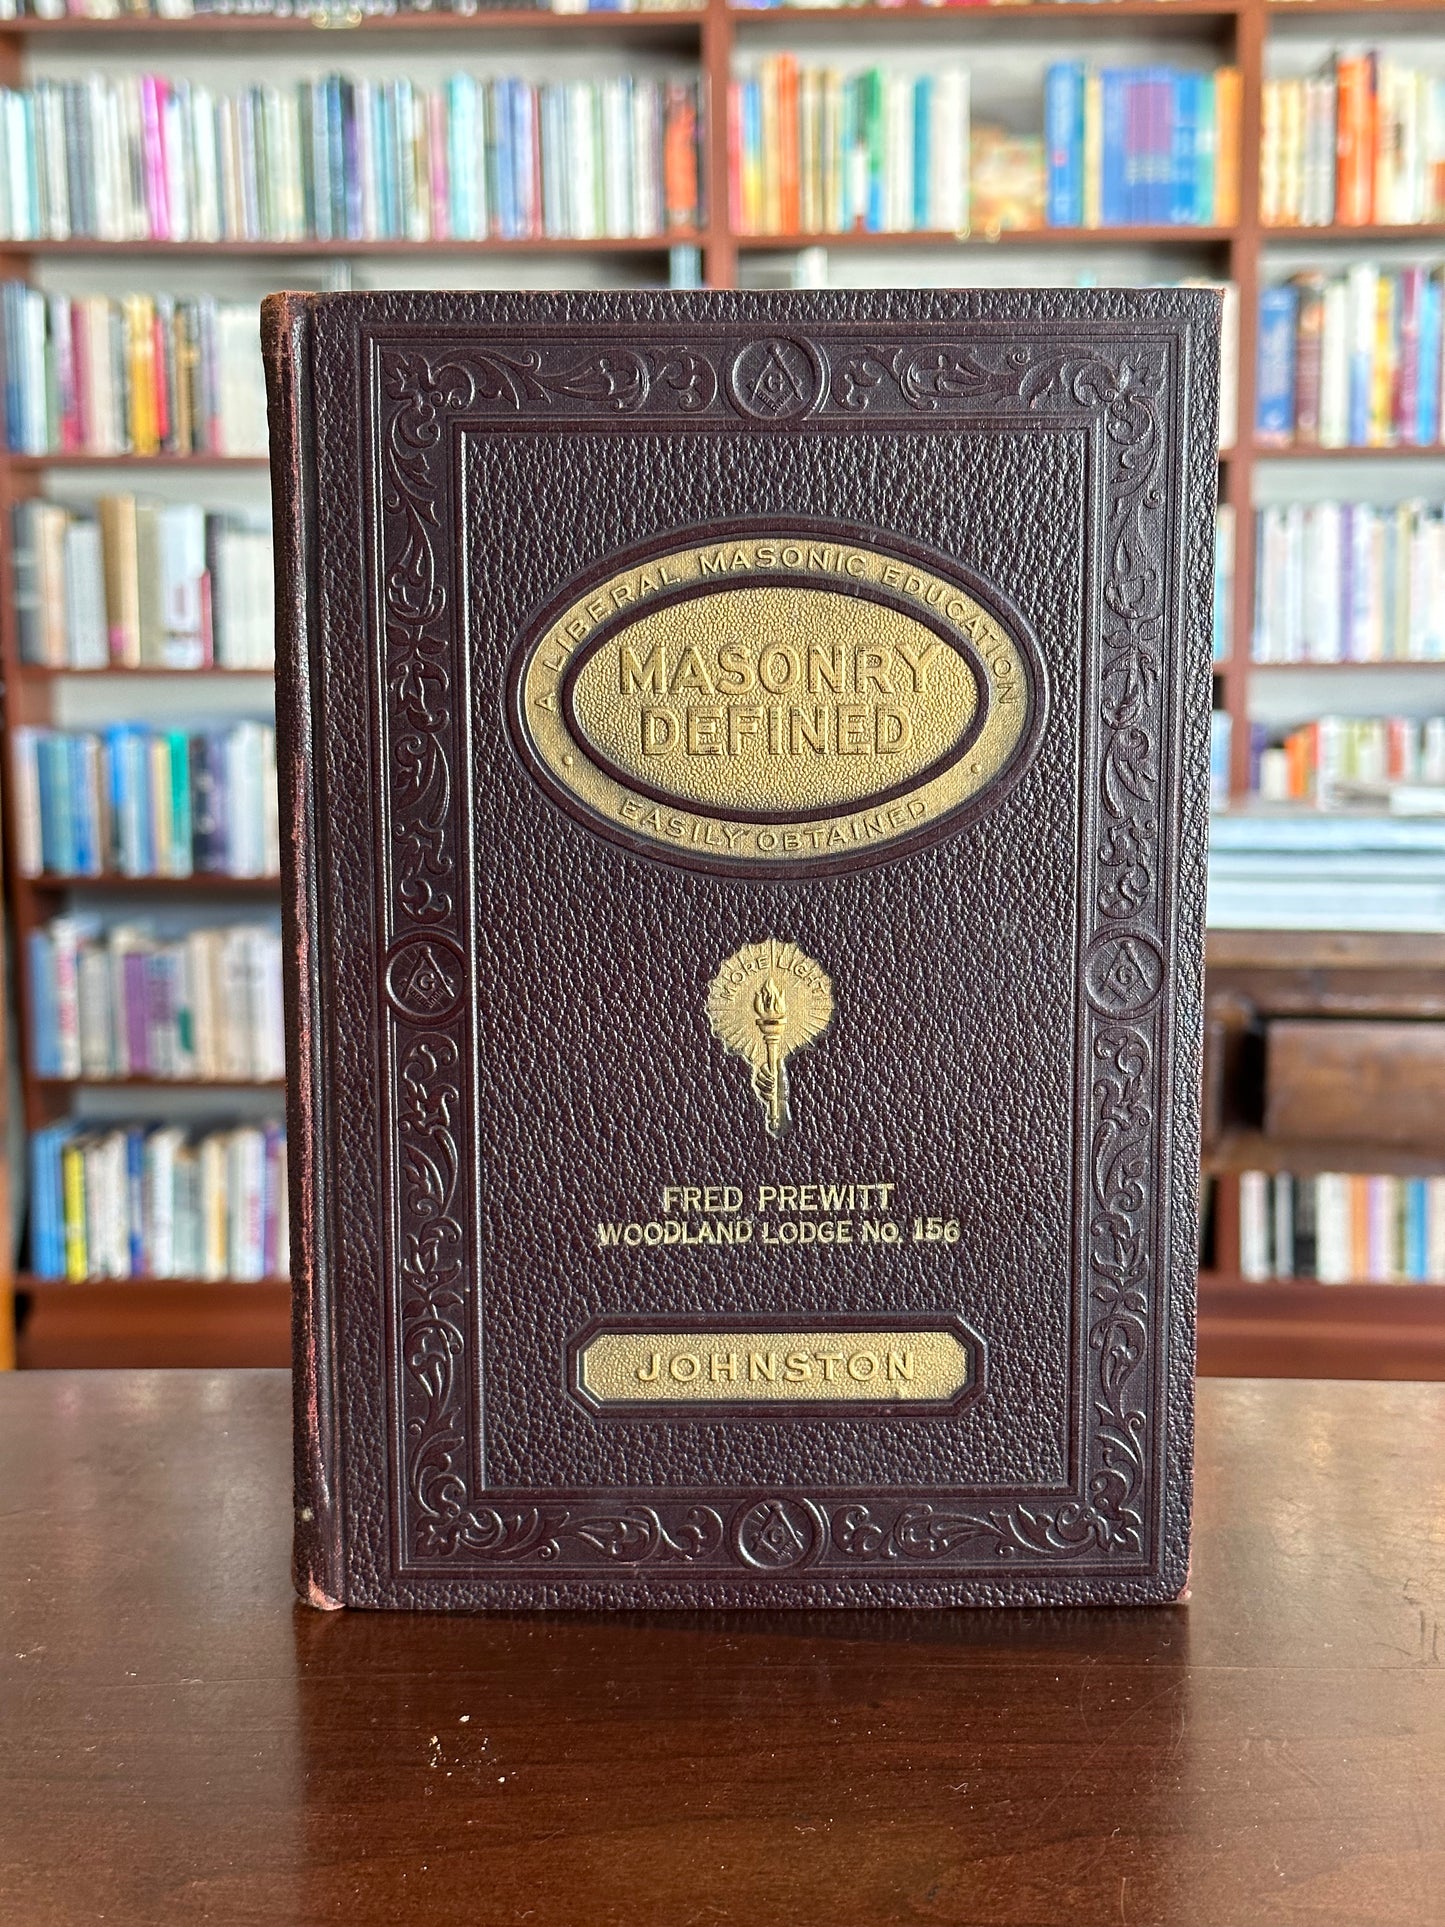 A LIBERAL MASONIC EDUCATION
MASONRY
DEFINED
EASILY OBTAINED
MORE LIGHT
FRED PREWITT
WOODLAND LODGE No. 156
JOHNSTON
G
G
G
G